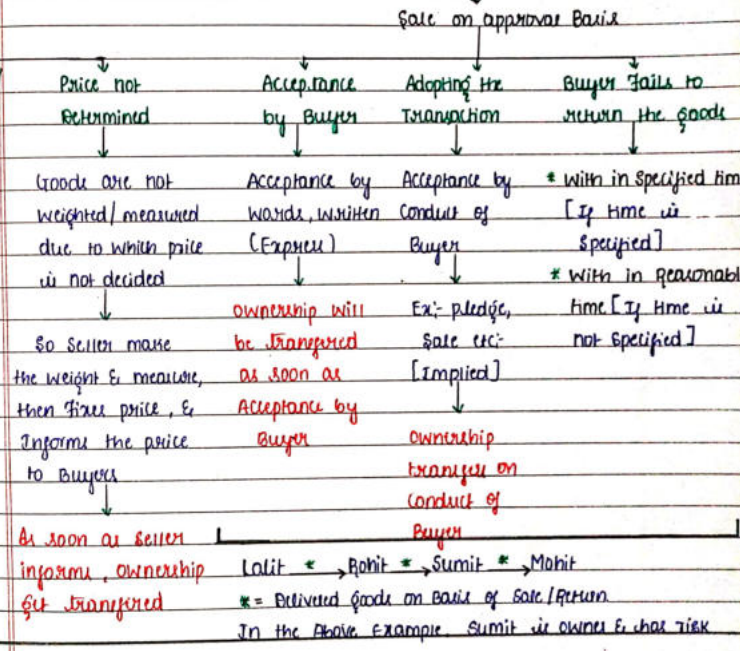 Sale on approval Basis
Price not
Determined
Goods are not
weighted/measured
due to which price
is not decided
So Seller make
the weight & measure,
then Fixes price, &
Informs the price
to Buyers
As soon as Seller
informs, ownership
get transfered
Acceptance
by Buyer
Acceptance by
words, written
(Express)
Ownership will
be transfered
as soon as
Acceptance by
Buyer
Adopting the
Transaction
Acceptance by
Conduct of
Buyer
Ex:- pledge,
Sale etc:-
[Implied]
Ownership
transfer on
Conduct of
Buyer
Buyer Fails to
return the goods
* With in Specified tim
[If time is
Specified]
* With in Reasonabl
time [If time is
not Specified]
Lalit * → Rohit * → Sumit * → Mohit
* = Delivered goods on Basis of Sale/Return
In the Above Example, Sumit is owner & has risk